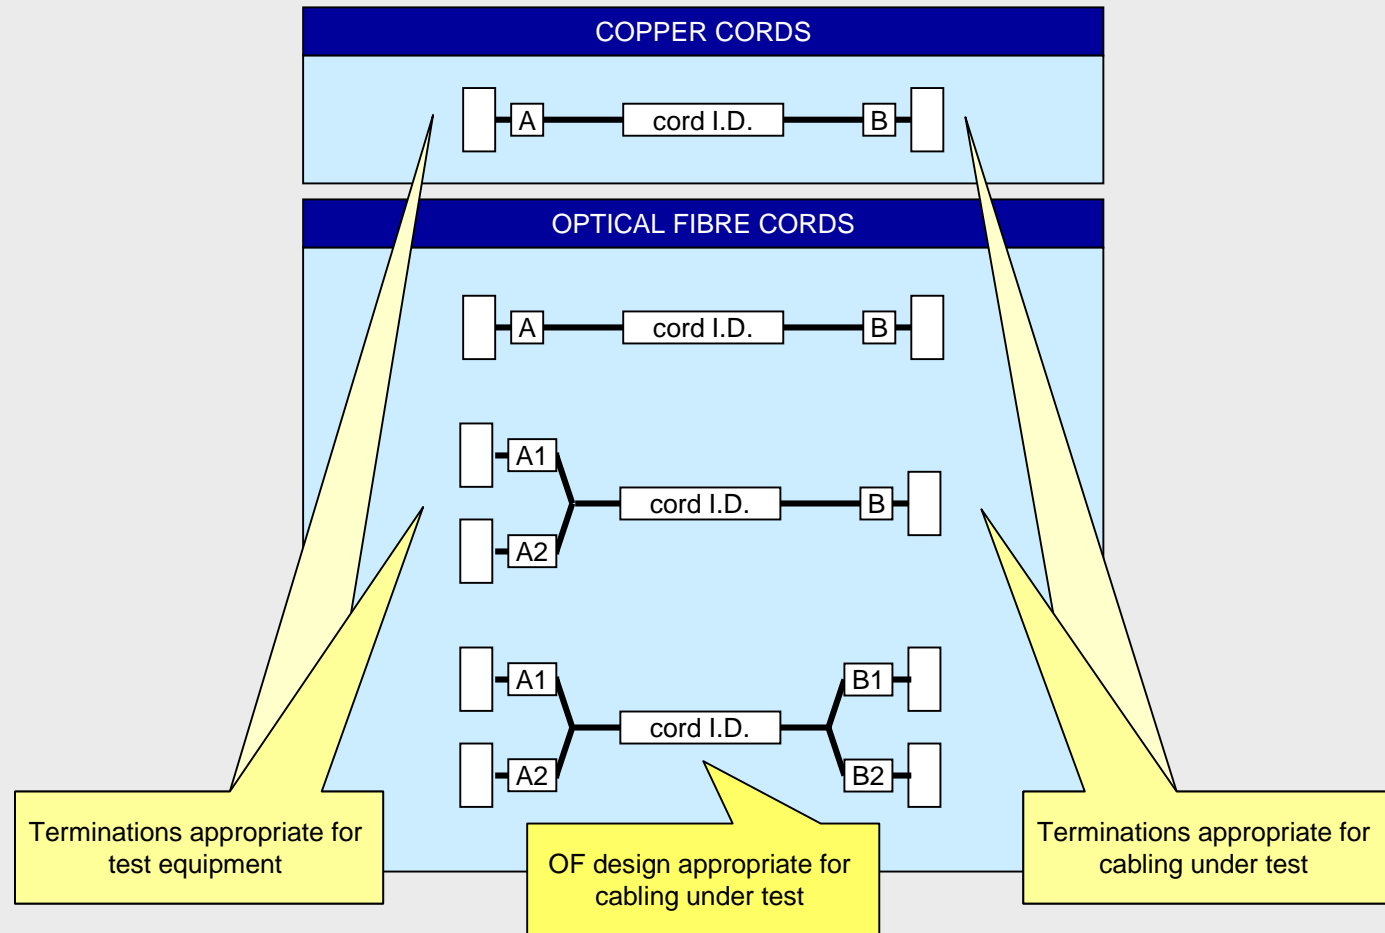 COPPER CORDS
A cord I.D. B
OPTICAL FIBRE CORDS
A cord I.D. B
A1
cord I.D. B
A2
A1 B1
cord I.D.
A2 B2
Terminations appropriate for
test equipment
OF design appropriate for
cabling under test
Terminations appropriate for
cabling under test